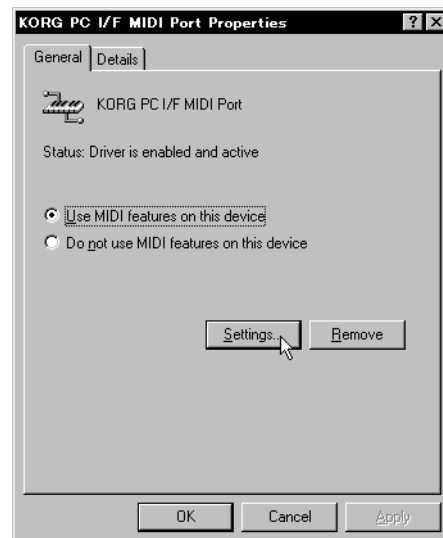 KORG PC I/F MIDI Port Properties
General Details
KORG PC I/F MIDI Port
Status: Driver is enabled and active
Use MIDI features on this device
Do not use MIDI features on this device
Settings... Remove
OK Cancel Apply